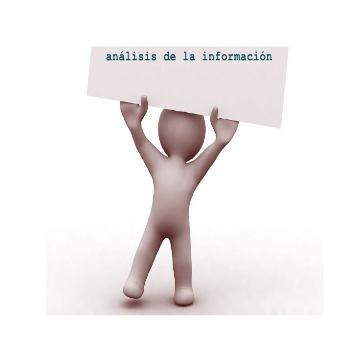 análisis de la información